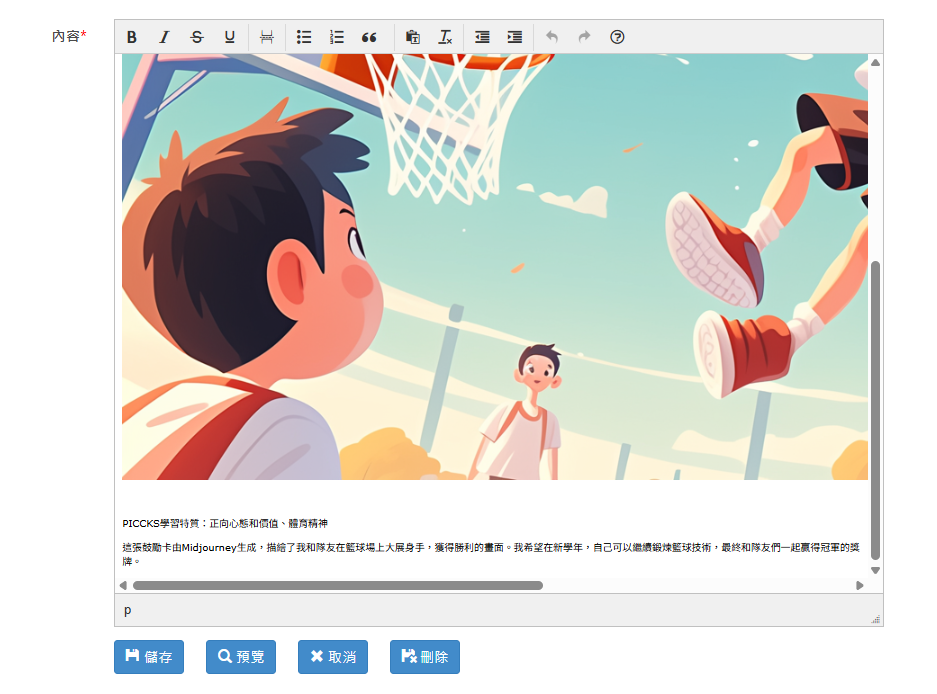 內容*
B I S U
PICCKS學習特質：正向心態和價值、體育精神
這張鼓勵卡由Midjourney生成，描繪了我和隊友在籃球場上大展身手，獲得勝利的畫面。我希望在新學年，自己可以繼續鍛煉籃球技術，最終和隊友們一起贏得冠軍的獎
牌。
p
儲存 預覽 取消 刪除